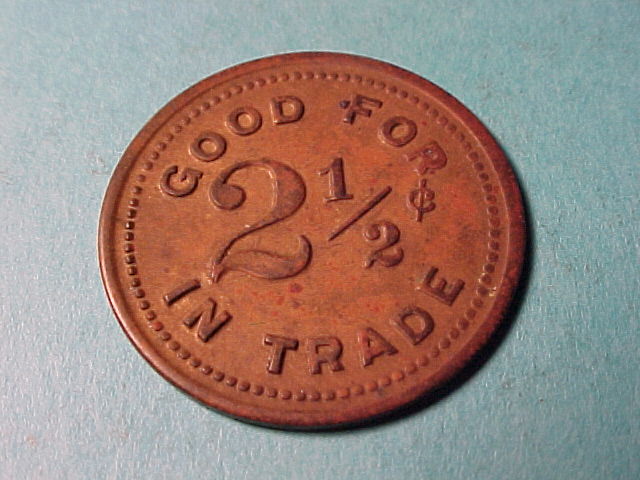 GOOD FOR
2 1/2 ¢
IN TRADE